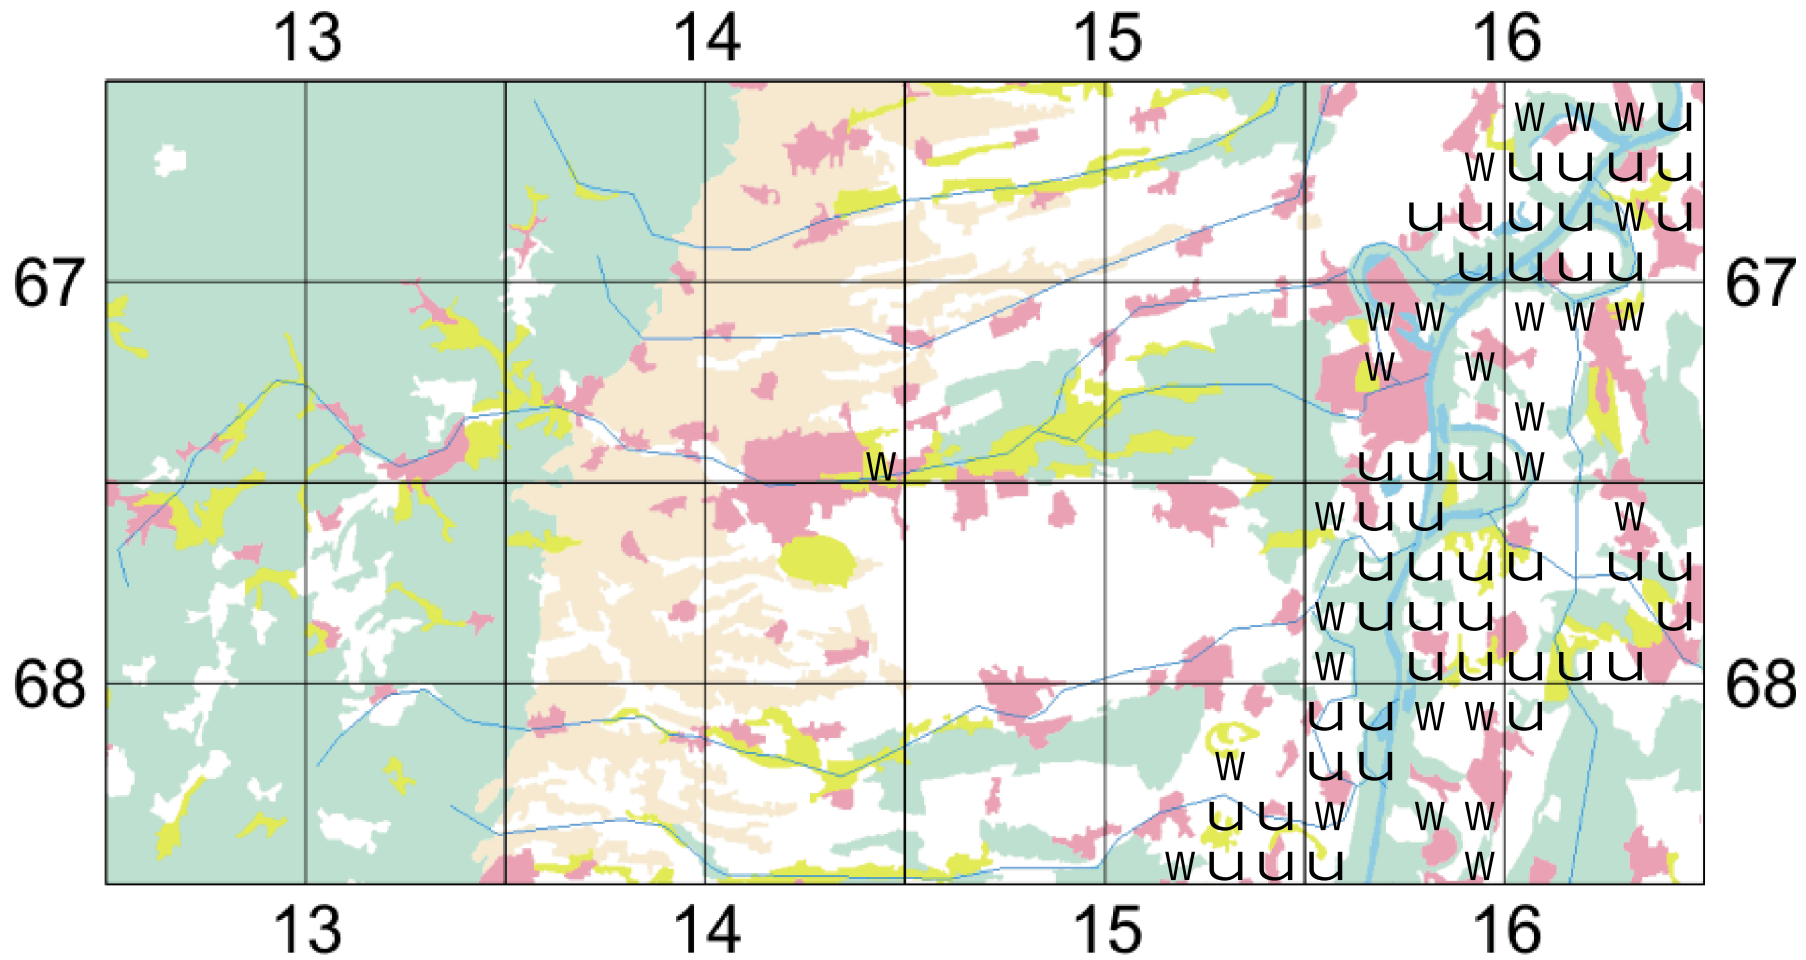 13 14 15 16
w w w u
w u u u u
u u u u w u
67 u u u u 67
w w w w w
w w
w
w u u u w
w u u w
u u u u u u
w u u u u
68 w u u u u u 68
u u w w u
w u u
u u w w w
w u u u w
13 14 15 16